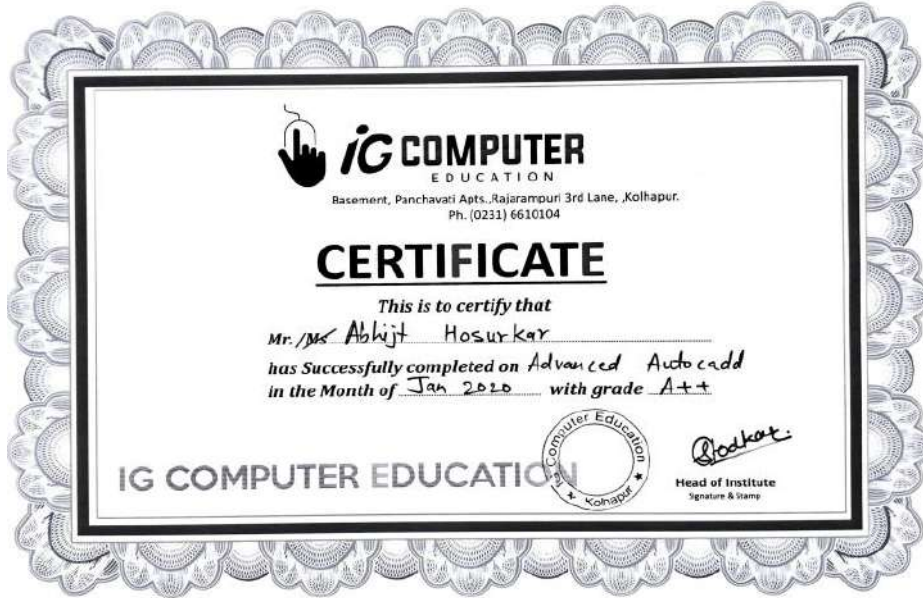 iG COMPUTER
EDUCATION
Basement, Panchavati Apts.,Rajarampuri 3rd Lane, ,Kolhapur.
Ph. (0231) 6610104
CERTIFICATE
This is to certify that
Mr. /Ms Abhijt Hosurkar
has Successfully completed on Advanced Autocadd
in the Month of Jan 2020 with grade A++
IG COMPUTER EDUCATION
Computer Education
Kolhapur
Head of Institute
Signature & Stamp